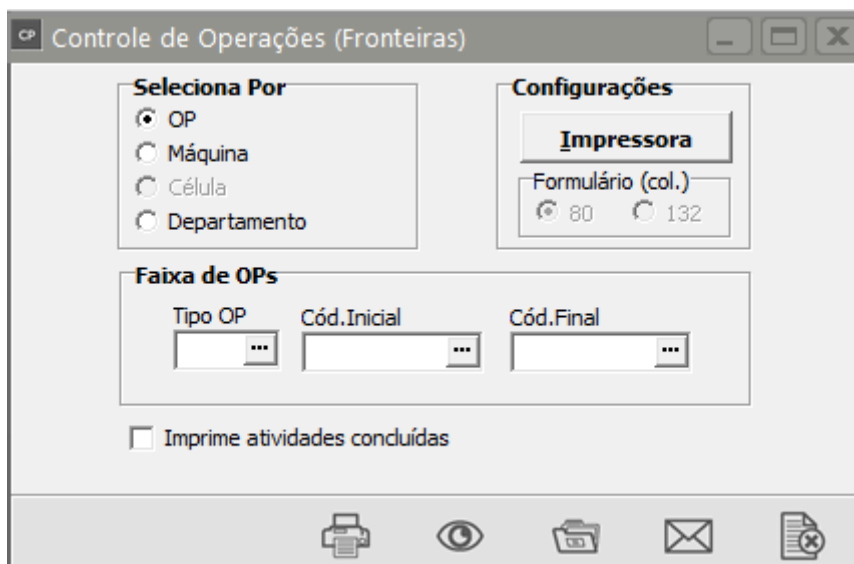 CP Controle de Operações (Fronteiras)
Seleciona Por
OP
Máquina
Célula
Departamento
Configurações
Impressora
Formulário (col.)
80 132
Faixa de OPs
Tipo OP Cód.Inicial Cód.Final
... ... ...
Imprime atividades concluídas